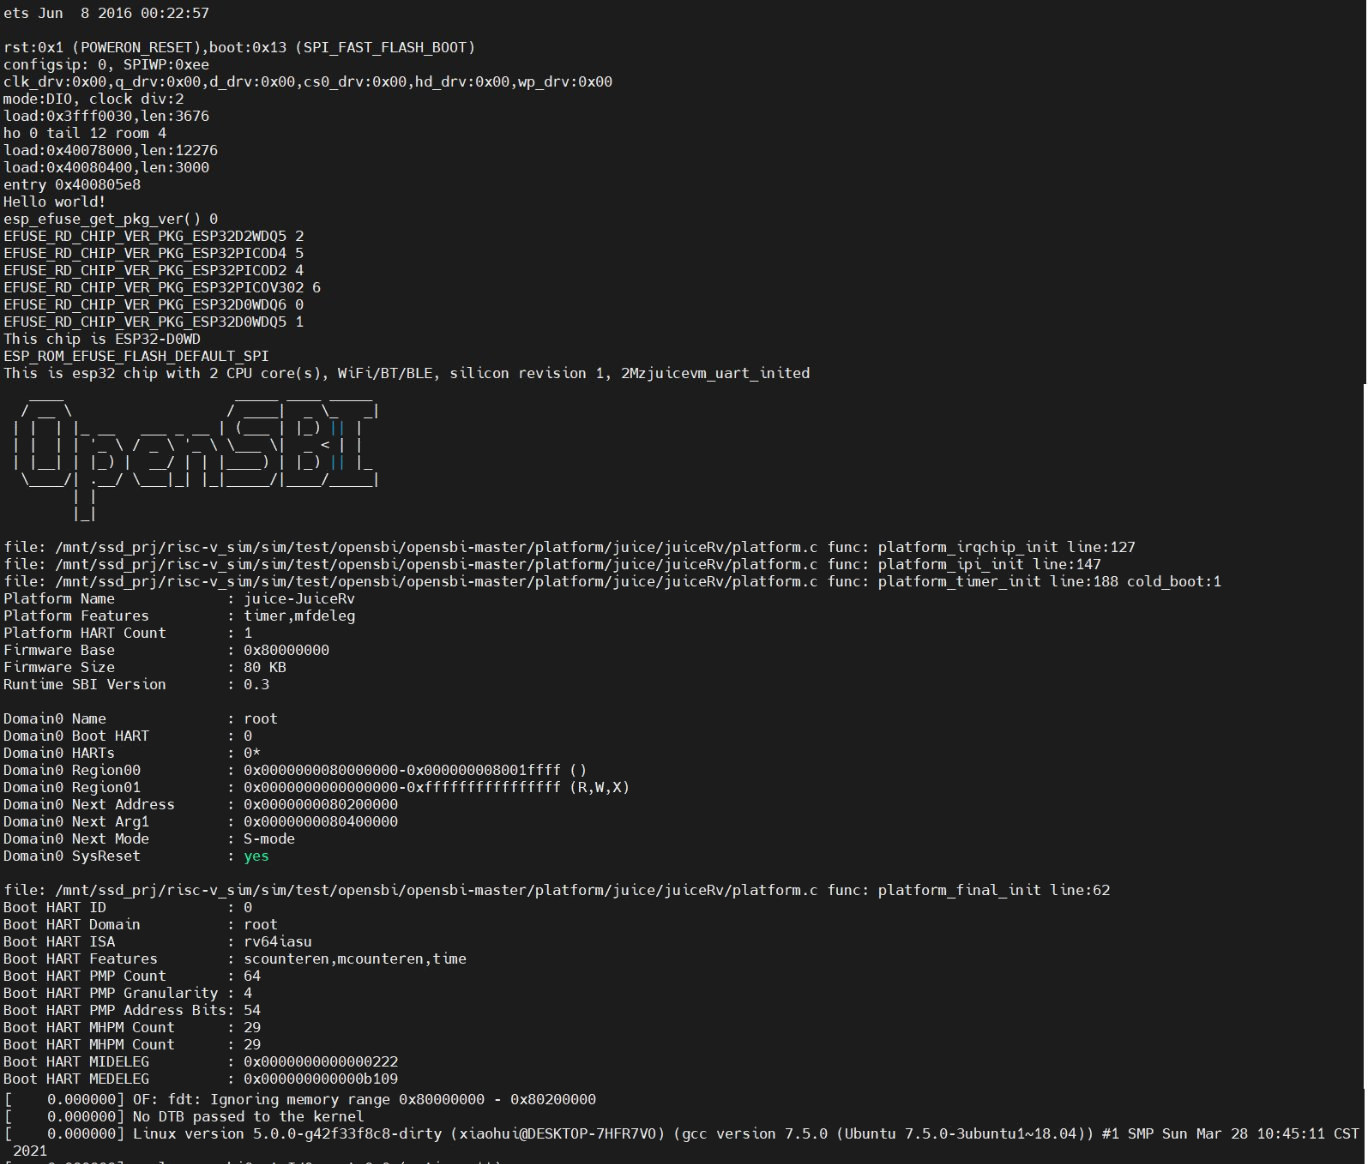 ets Jun  8 2016 00:22:57
rst:0x1 (POWERON_RESET),boot:0x13 (SPI_FAST_FLASH_BOOT)
configsip: 0, SPIWP:0xee
clk_drv:0x00,q_drv:0x00,d_drv:0x00,cs0_drv:0x00,hd_drv:0x00,wp_drv:0x00
mode:DIO, clock div:2
load:0x3fff0030,len:3676
ho 0 tail 12 room 4
load:0x40078000,len:12276
load:0x40080400,len:3000
entry 0x400805e8
Hello world!
esp_efuse_get_pkg_ver() 0
EFUSE_RD_CHIP_VER_PKG_ESP32D2WDQ5 2
EFUSE_RD_CHIP_VER_PKG_ESP32PICOD4 5
EFUSE_RD_CHIP_VER_PKG_ESP32PICOD2 4
EFUSE_RD_CHIP_VER_PKG_ESP32PICOV302 6
EFUSE_RD_CHIP_VER_PKG_ESP32D0WDQ6 0
EFUSE_RD_CHIP_VER_PKG_ESP32D0WDQ5 1
This chip is ESP32-D0WD
ESP_ROM_EFUSE_FLASH_DEFAULT_SPI
This is esp32 chip with 2 CPU core(s), WiFi/BT/BLE, silicon revision 1, 2Mzjuicevm_uart_inited
OpenSBI
file: /mnt/ssd_prj/risc-v_sim/sim/test/opensbi/opensbi-master/platform/juice/juiceRv/platform.c func: platform_irqchip_init line:127
file: /mnt/ssd_prj/risc-v_sim/sim/test/opensbi/opensbi-master/platform/juice/juiceRv/platform.c func: platform_ipi_init line:147
file: /mnt/ssd_prj/risc-v_sim/sim/test/opensbi/opensbi-master/platform/juice/juiceRv/platform.c func: platform_timer_init line:188 cold_boot:1
Platform Name             : juice-JuiceRv
Platform Features         : timer,mfdeleg
Platform HART Count       : 1
Firmware Base             : 0x80000000
Firmware Size             : 80 KB
Runtime SBI Version       : 0.3
Domain0 Name              : root
Domain0 Boot HART         : 0
Domain0 HARTs             : 0*
Domain0 Region00          : 0x0000000080000000-0x000000008001ffff ()
Domain0 Region01          : 0x0000000000000000-0xffffffffffffffff (R,W,X)
Domain0 Next Address      : 0x0000000080200000
Domain0 Next Arg1         : 0x0000000080400000
Domain0 Next Mode         : S-mode
Domain0 SysReset          : yes
file: /mnt/ssd_prj/risc-v_sim/sim/test/opensbi/opensbi-master/platform/juice/juiceRv/platform.c func: platform_final_init line:62
Boot HART ID              : 0
Boot HART Domain          : root
Boot HART ISA             : rv64iasu
Boot HART Features        : scounteren,mcounteren,time
Boot HART PMP Count       : 64
Boot HART PMP Granularity : 4
Boot HART PMP Address Bits: 54
Boot HART MHPM Count      : 29
Boot HART MHPM Count      : 29
Boot HART MIDELEG         : 0x0000000000000222
Boot HART MEDELEG         : 0x000000000000b109
[    0.000000] OF: fdt: Ignoring memory range 0x80000000 - 0x80200000
[    0.000000] No DTB passed to the kernel
[    0.000000] Linux version 5.0.0-g42f33f8c8-dirty (xiaohui@DESKTOP-7HFR7VO) (gcc version 7.5.0 (Ubuntu 7.5.0-3ubuntu1~18.04)) #1 SMP Sun Mar 28 10:45:11 CST
2021